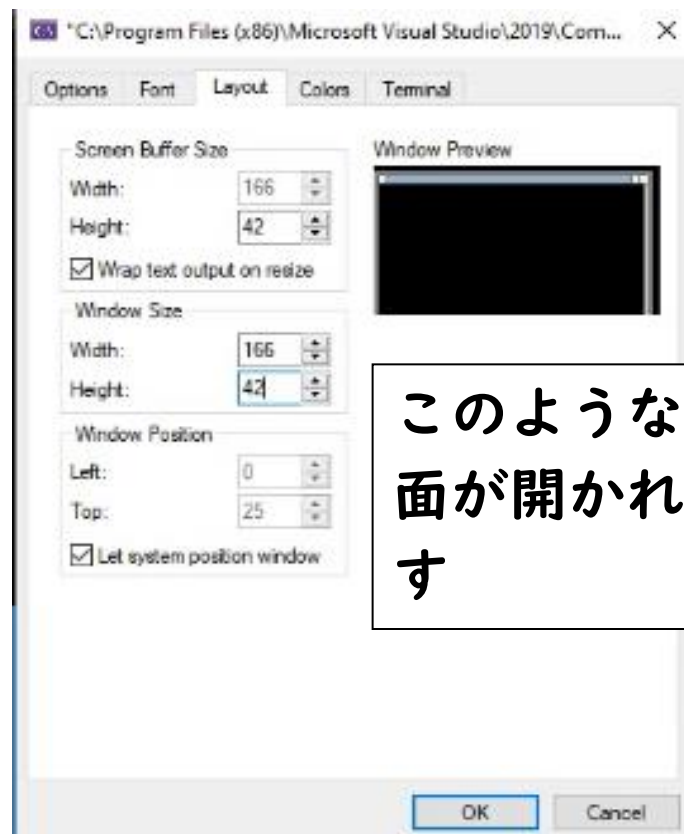 "C:\Program Files (x86)\Microsoft Visual Studio\2019\Com...
Options Font Layout Colors Terminal
Screen Buffer Size
Width: 166
Height: 42
Wrap text output on resize
Window Size
Width: 166
Height: 42
Window Position
Left: 0
Top: 25
Let system position window
Window Preview
このような
面が開かれ
す
OK Cancel